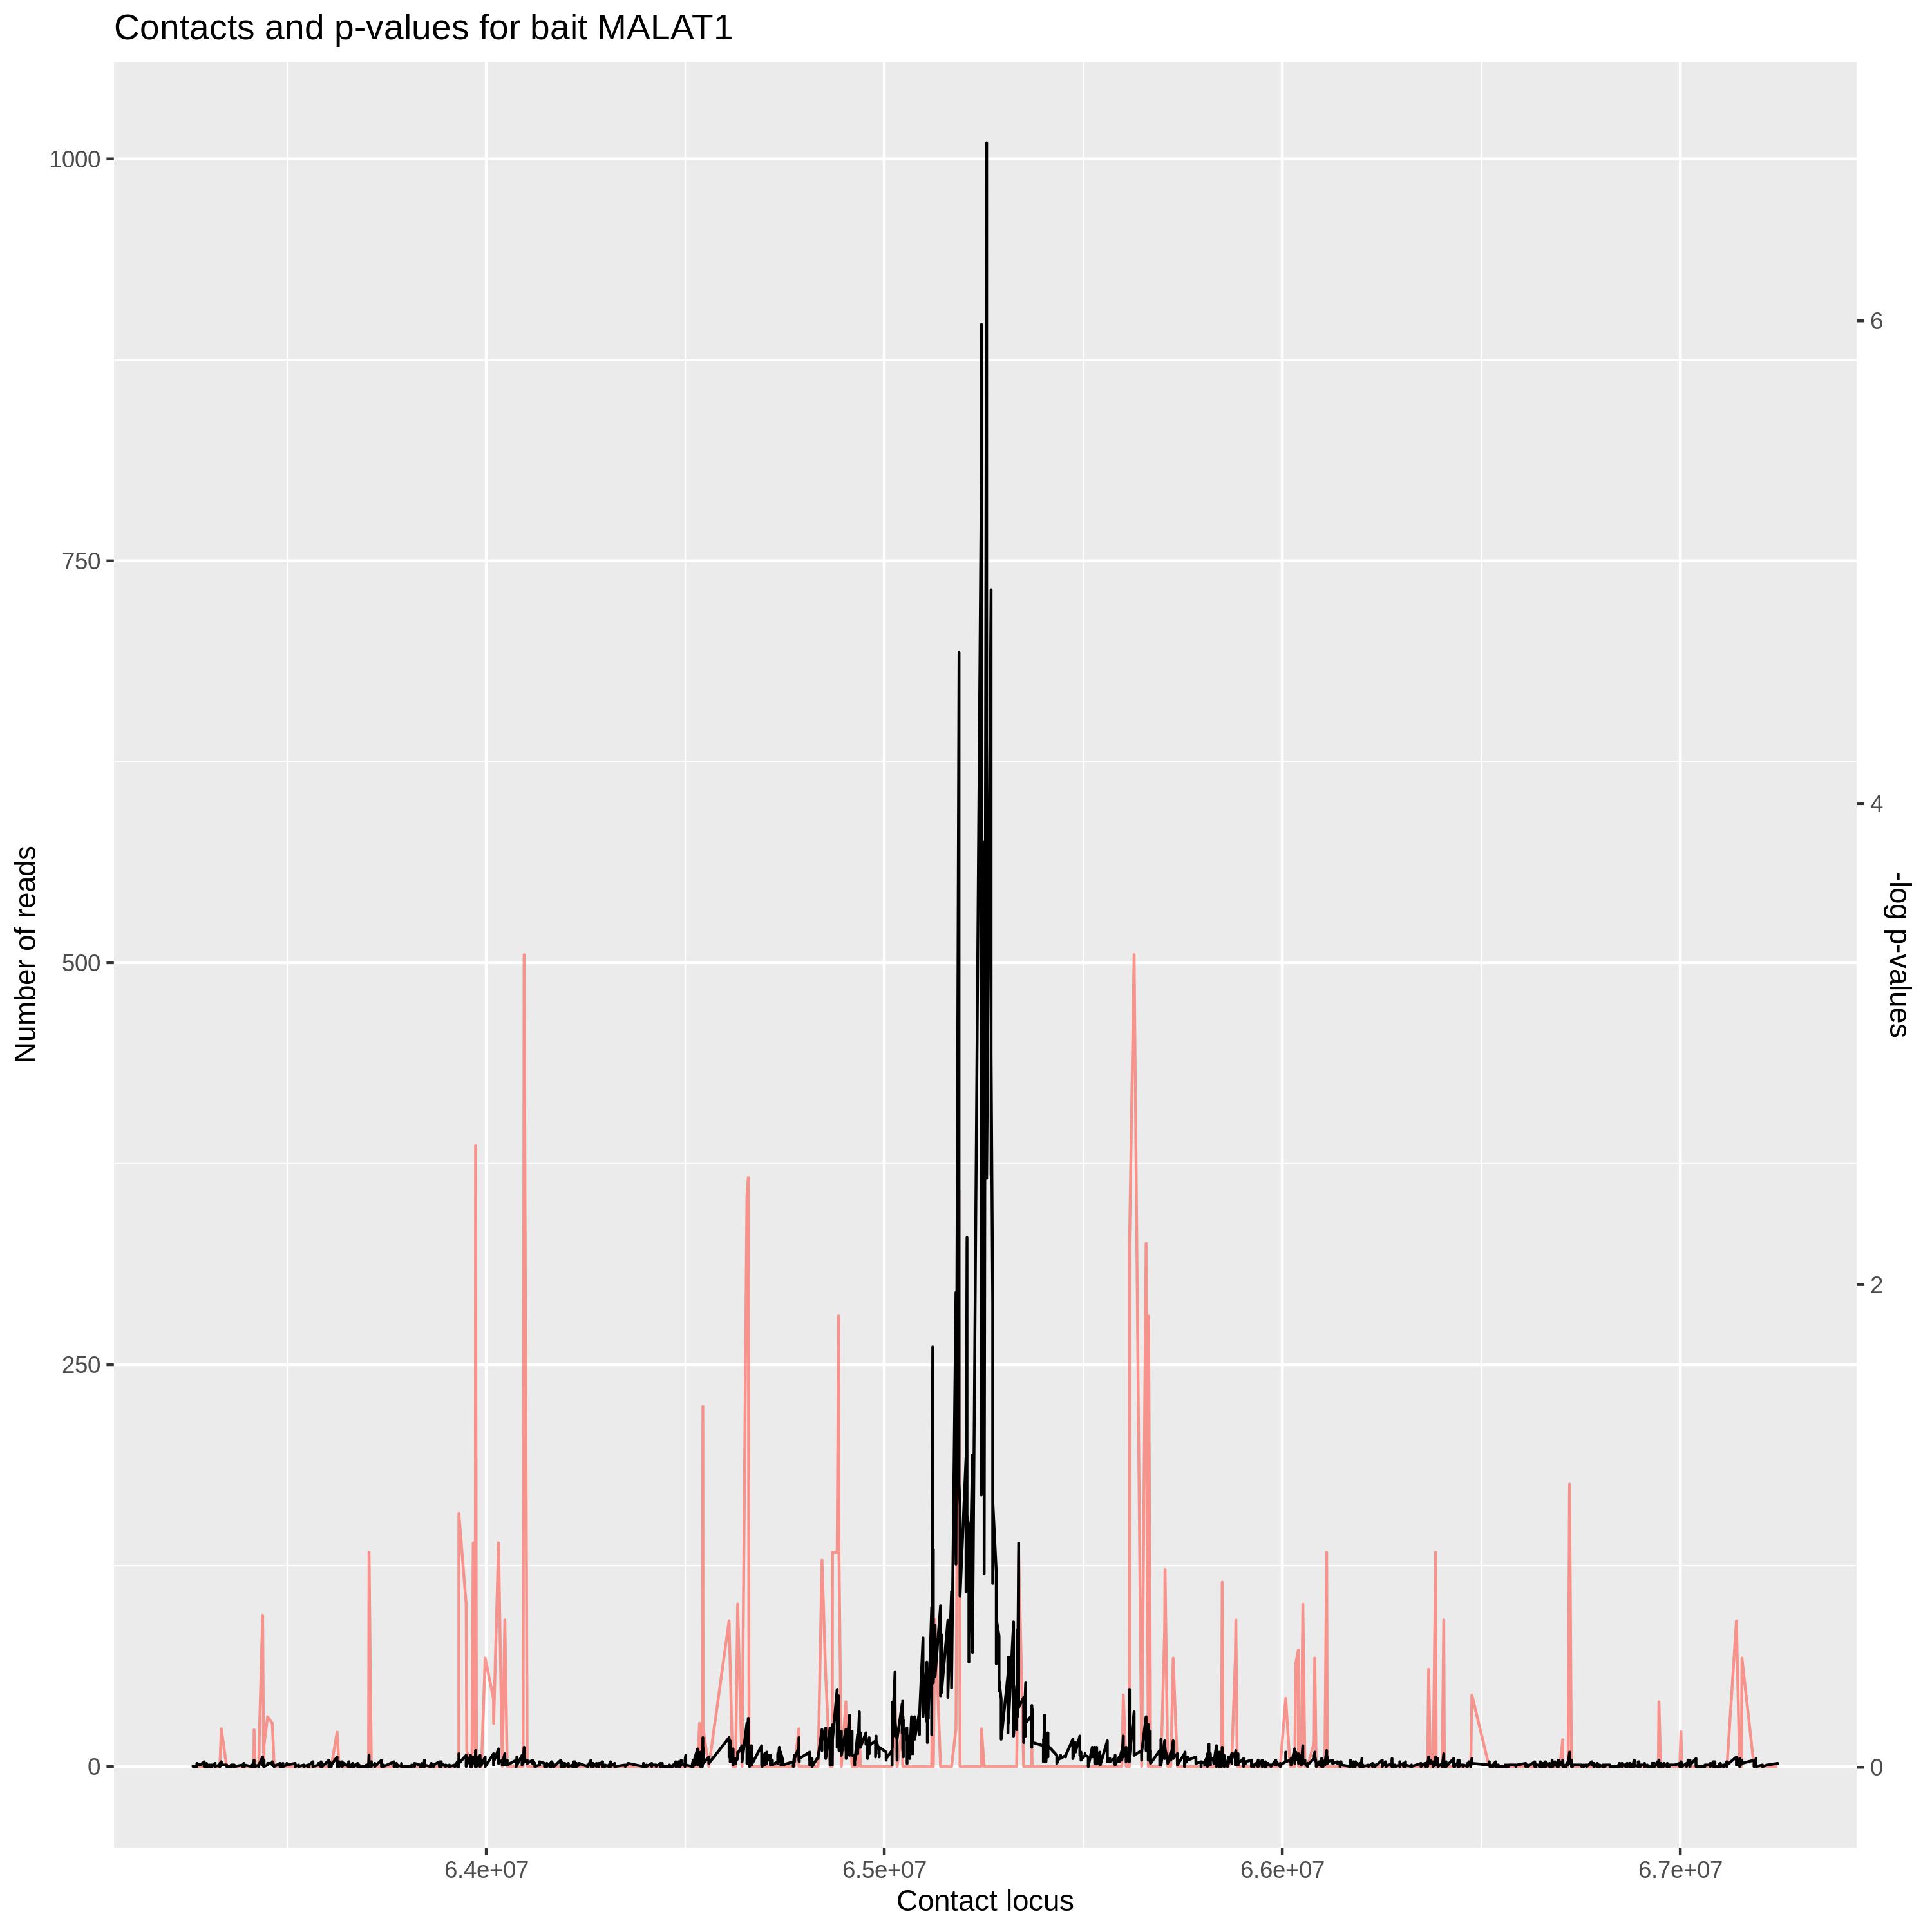 Contacts and p-values for bait MALAT1
1000
750
500
250
0
Number of reads
6
4
2
0
-log p-values
6.4e+07
6.5e+07
6.6e+07
6.7e+07
Contact locus